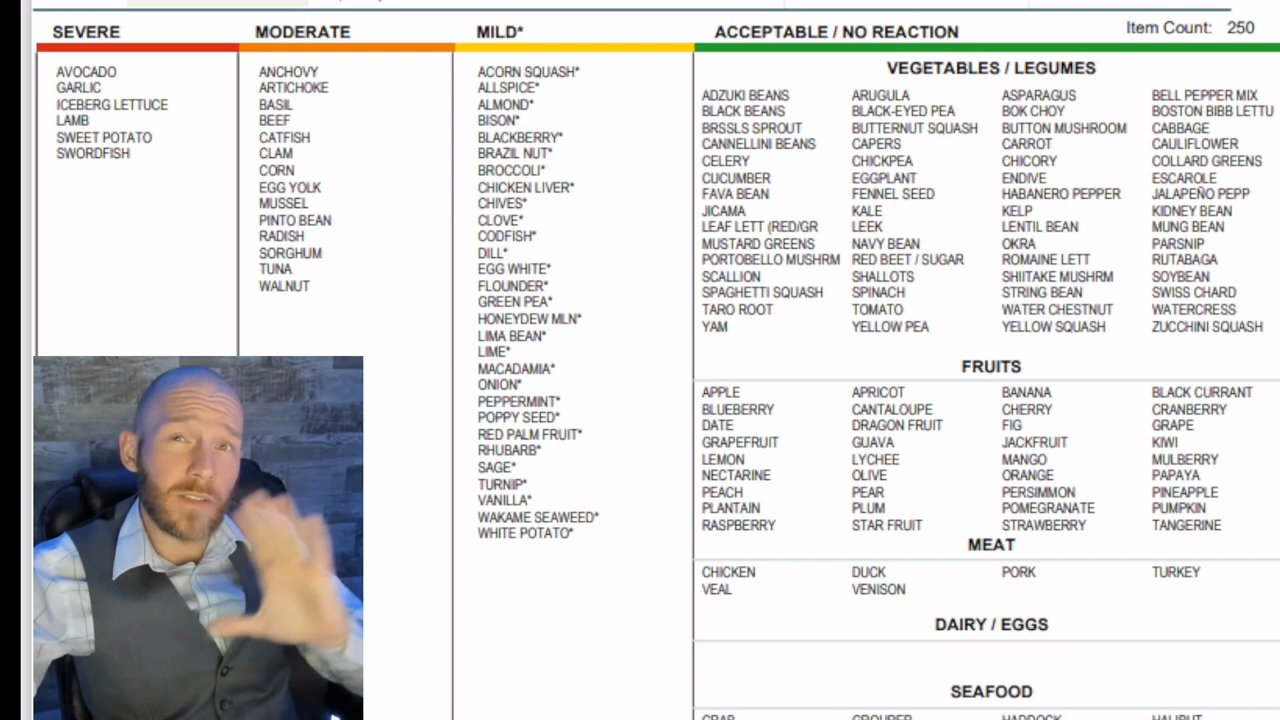 SEVERE MODERATE MILD* ACCEPTABLE / NO REACTION Item Count: 250
AVOCADO
GARLIC
ICEBERG LETTUCE
LAMB
SWEET POTATO
SWORDFISH
ANCHOVY
ARTICHOKE
BASIL
BEEF
CATFISH
CLAM
CORN
EGG YOLK
MUSSEL
PINTO BEAN
RADISH
SORGHUM
TUNA
WALNUT
ACORN SQUASH*
ALLSPICE*
ALMOND*
BISON*
BLACKBERRY*
BRAZIL NUT*
BROCCOLI*
CHICKEN LIVER*
CHIVES*
CLOVE*
CODFISH*
DILL*
EGG WHITE*
FLOUNDER*
GREEN PEA*
HONEYDEW MLN*
LIMA BEAN*
LIME*
MACADAMIA*
ONION*
PEPPERMINT*
POPPY SEED*
RED PALM FRUIT*
RHUBARB*
SAGE*
TURNIP*
VANILLA*
WAKAME SEAWEED*
WHITE POTATO*
VEGETABLES / LEGUMES
ADZUKI BEANS ARUGULA ASPARAGUS BELL PEPPER MIX
BLACK BEANS BLACK-EYED PEA BOK CHOY BOSTON BIBB LETTU
BRSSLS SPROUT BUTTERNUT SQUASH BUTTON MUSHROOM CABBAGE
CANNELLINI BEANS CAPERS CARROT CAULIFLOWER
CELERY CHICKPEA CHICORY COLLARD GREENS
CUCUMBER EGGPLANT ENDIVE ESCAROLE
FAVA BEAN FENNEL SEED HABANERO PEPPER JALAPEÑO PEPP
JICAMA KALE KELP KIDNEY BEAN
LEAF LETT (RED/GR LEEK LENTIL BEAN MUNG BEAN
MUSTARD GREENS NAVY BEAN OKRA PARSNIP
PORTOBELLO MUSHRM RED BEET / SUGAR ROMAINE LETT RUTABAGA
SCALLION SHALLOTS SHIITAKE MUSHRM SOYBEAN
SPAGHETTI SQUASH SPINACH STRING BEAN SWISS CHARD
TARO ROOT TOMATO WATER CHESTNUT WATERCRESS
YAM YELLOW PEA YELLOW SQUASH ZUCCHINI SQUASH
FRUITS
APPLE APRICOT BANANA BLACK CURRANT
BLUEBERRY CANTALOUPE CHERRY CRANBERRY
DATE DRAGON FRUIT FIG GRAPE
GRAPEFRUIT GUAVA JACKFRUIT KIWI
LEMON LYCHEE MANGO MULBERRY
NECTARINE OLIVE ORANGE PAPAYA
PEACH PEAR PERSIMMON PINEAPPLE
PLANTAIN PLUM POMEGRANATE PUMPKIN
RASPBERRY STAR FRUIT STRAWBERRY TANGERINE
MEAT
CHICKEN DUCK PORK TURKEY
VEAL VENISON
DAIRY / EGGS
SEAFOOD